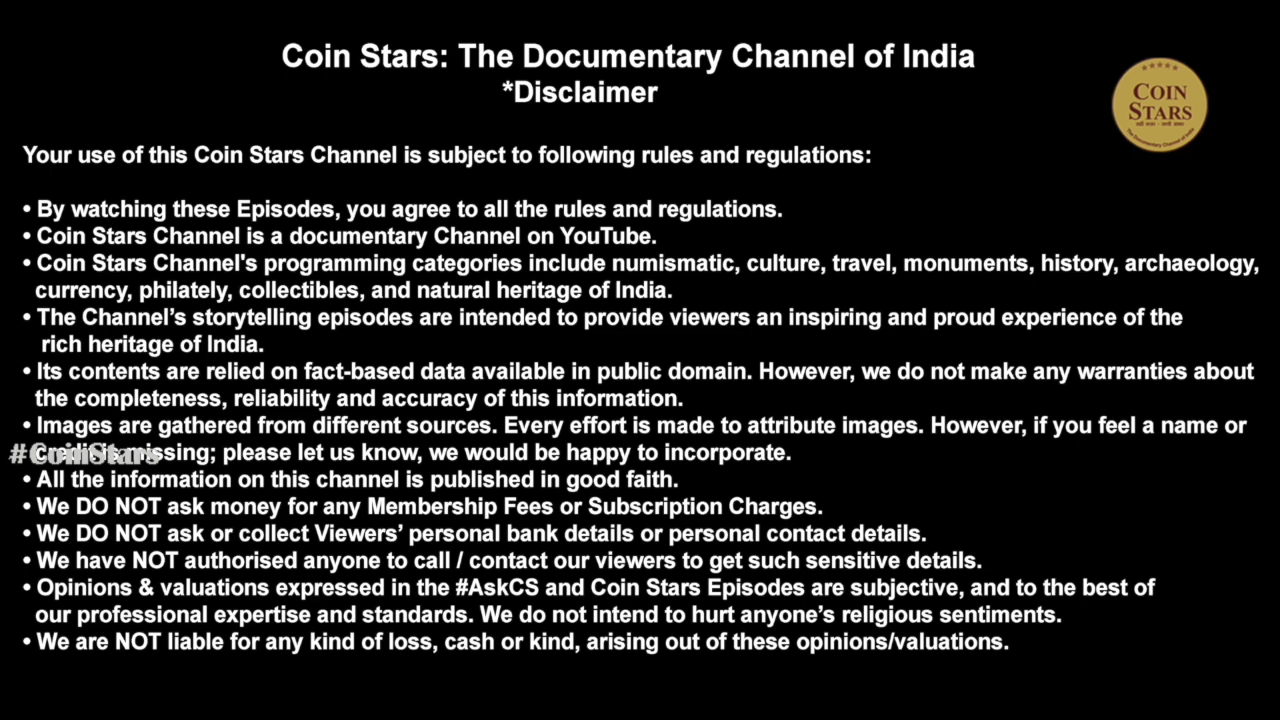 Coin Stars: The Documentary Channel of India
*Disclaimer
★★★★★
COIN
STARS
The Documentary Channel of India
Your use of this Coin Stars Channel is subject to following rules and regulations:
• By watching these Episodes, you agree to all the rules and regulations.
• Coin Stars Channel is a documentary Channel on YouTube.
• Coin Stars Channel's programming categories include numismatic, culture, travel, monuments, history, archaeology,
currency, philately, collectibles, and natural heritage of India.
• The Channel’s storytelling episodes are intended to provide viewers an inspiring and proud experience of the
rich heritage of India.
• Its contents are relied on fact-based data available in public domain. However, we do not make any warranties about
the completeness, reliability and accuracy of this information.
• Images are gathered from different sources. Every effort is made to attribute images. However, if you feel a name or
credit is missing; please let us know, we would be happy to incorporate.
#CoinStars
• All the information on this channel is published in good faith.
• We DO NOT ask money for any Membership Fees or Subscription Charges.
• We DO NOT ask or collect Viewers’ personal bank details or personal contact details.
• We have NOT authorised anyone to call / contact our viewers to get such sensitive details.
• Opinions & valuations expressed in the #AskCS and Coin Stars Episodes are subjective, and to the best of
our professional expertise and standards. We do not intend to hurt anyone’s religious sentiments.
• We are NOT liable for any kind of loss, cash or kind, arising out of these opinions/valuations.